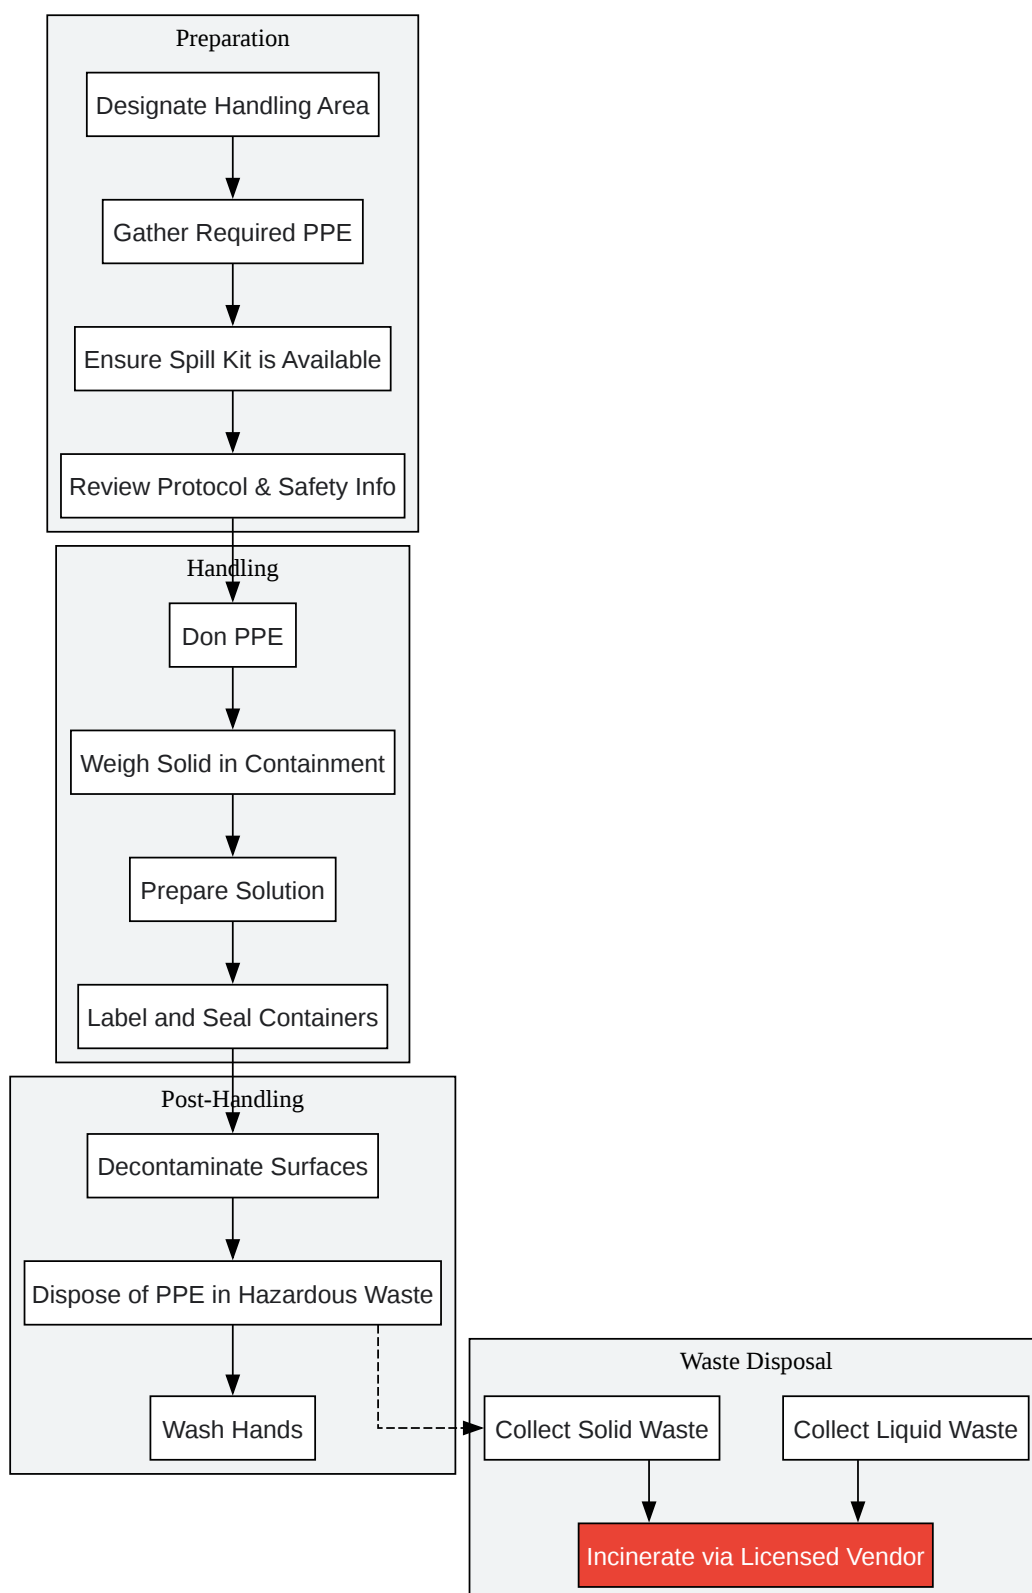 Preparation
Designate Handling Area
Gather Required PPE
Ensure Spill Kit is Available
Review Protocol & Safety Info
Handling
Don PPE
Weigh Solid in Containment
Prepare Solution
Label and Seal Containers
Post-Handling
Decontaminate Surfaces
Dispose of PPE in Hazardous Waste
Wash Hands
Waste Disposal
Collect Solid Waste
Collect Liquid Waste
Incinerate via Licensed Vendor